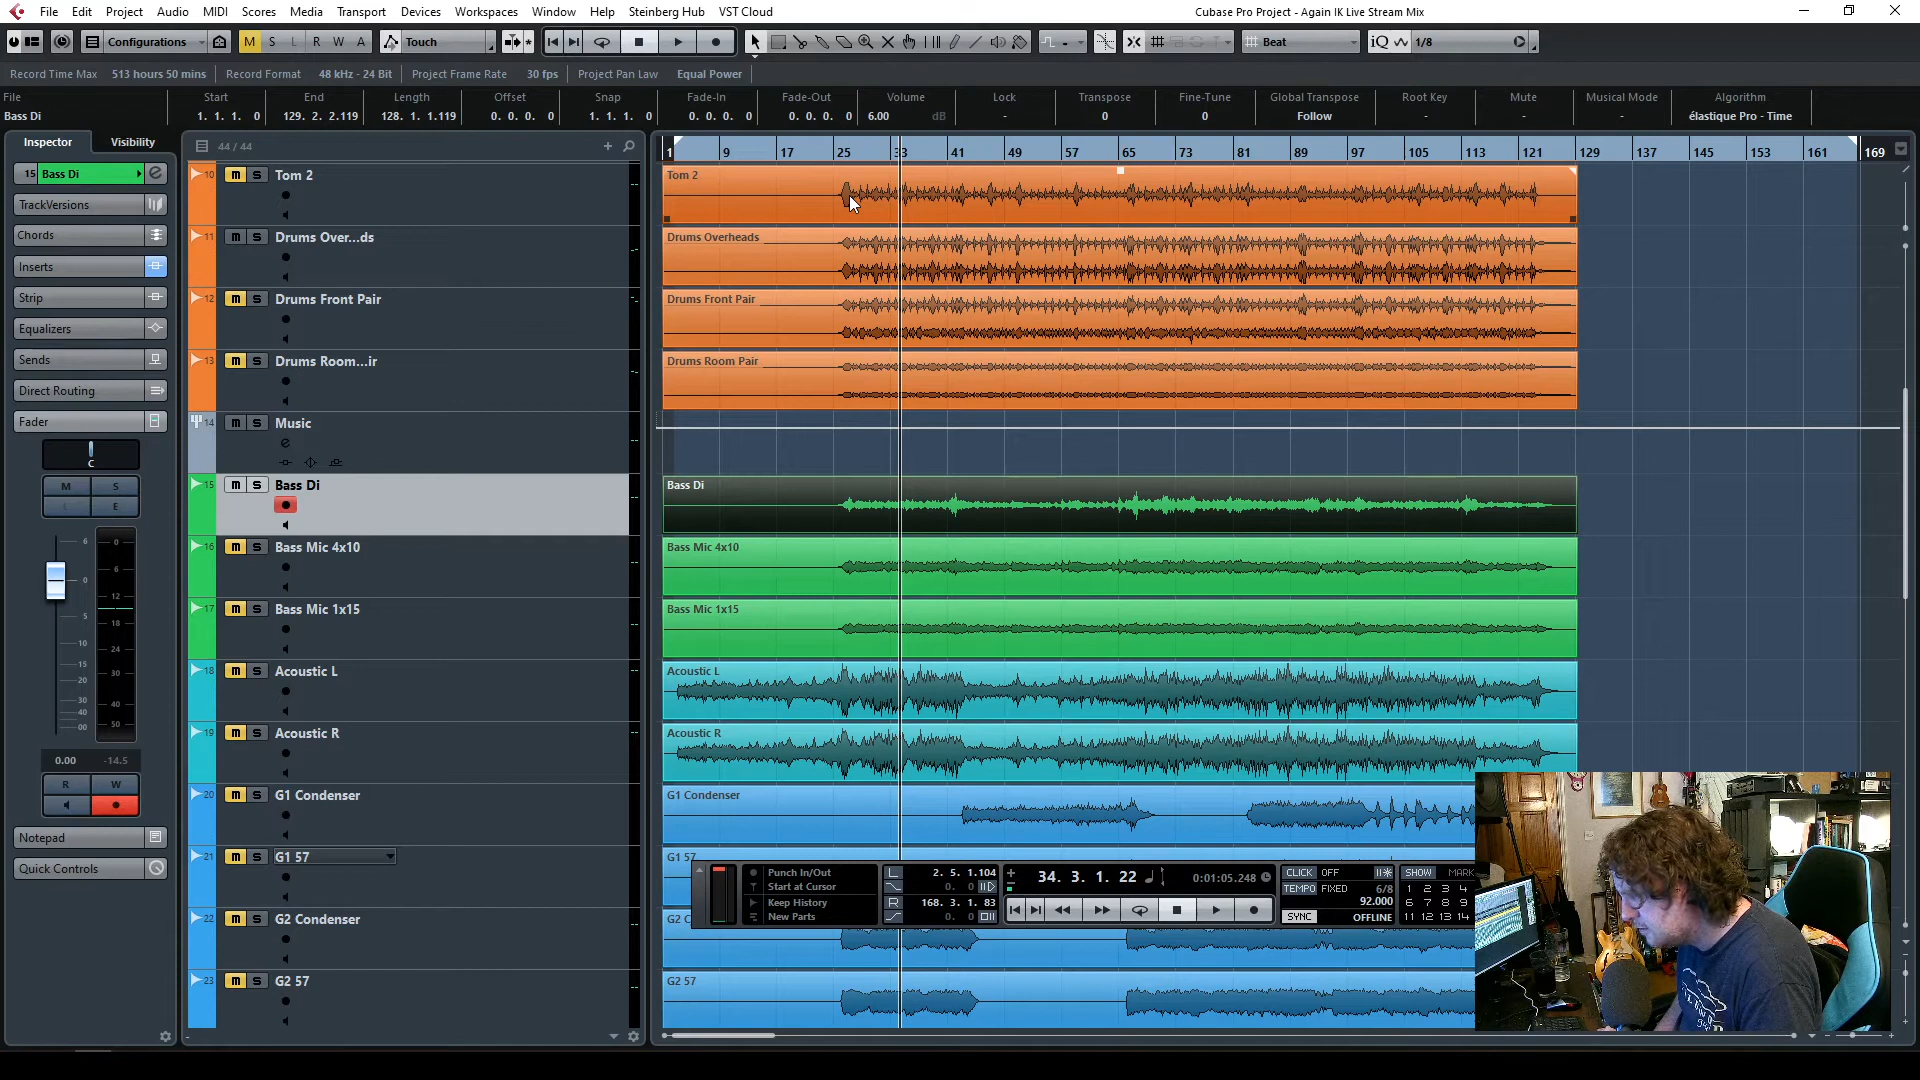 File Edit Project Audio MIDI Scores Media Transport Devices Workspaces Window Help Steinberg Hub VST Cloud Cubase Pro Project - Again IK Live Stream Mix
Configurations M S L R W A Touch Beat iQ 1/8
Record Time Max 513 hours 50 mins Record Format 48 kHz - 24 Bit Project Frame Rate 30 fps Project Pan Law Equal Power
File Start End Length Offset Snap Fade-In Fade-Out Volume Lock Transpose Fine-Tune Global Transpose Root Key Mute Musical Mode Algorithm
Bass Di 1. 1. 1. 0 129. 2. 2.119 128. 1. 1.119 0. 0. 0. 0 1. 1. 1. 0 0. 0. 0. 0 0. 0. 0. 0 6.00 dB - 0 0 Follow - - - élastique Pro - Time
Inspector Visibility 44 / 44 1 9 17 25 33 41 49 57 65 73 81 89 97 105 113 121 129 137 145 153 161 169
15 Bass Di
TrackVersions
Chords
Inserts
Strip
Equalizers
Sends
Direct Routing
Fader
C
M S
L E
6 0 5 10 15 20 30 40 00
0 6 12 18 24 30 40 50
0.00 -14.5
R W
Notepad
Quick Controls
10 m S Tom 2 Tom 2
11 m S Drums Over...ds Drums Overheads
12 m S Drums Front Pair Drums Front Pair
13 m S Drums Room...ir Drums Room Pair
14 m S Music
15 m S Bass Di Bass Di
16 m S Bass Mic 4x10 Bass Mic 4x10
17 m S Bass Mic 1x15 Bass Mic 1x15
18 m S Acoustic L Acoustic L
19 m S Acoustic R Acoustic R
20 m S G1 Condenser G1 Condenser
21 m S G1 57 G1 57
22 m S G2 Condenser G2 C
23 m S G2 57 G2 57
Punch In/Out L 2. 5. 1.104 34. 3. 1. 22 0:01:05.248 CLICK OFF SHOW MARK
Start at Cursor 0. 0 TEMPO FIXED 6/8 1 2 3 4
Keep History R 168. 3. 1. 83 92.000 6 7 8 9
New Parts 0. 0 SYNC OFFLINE 11 12 13 14